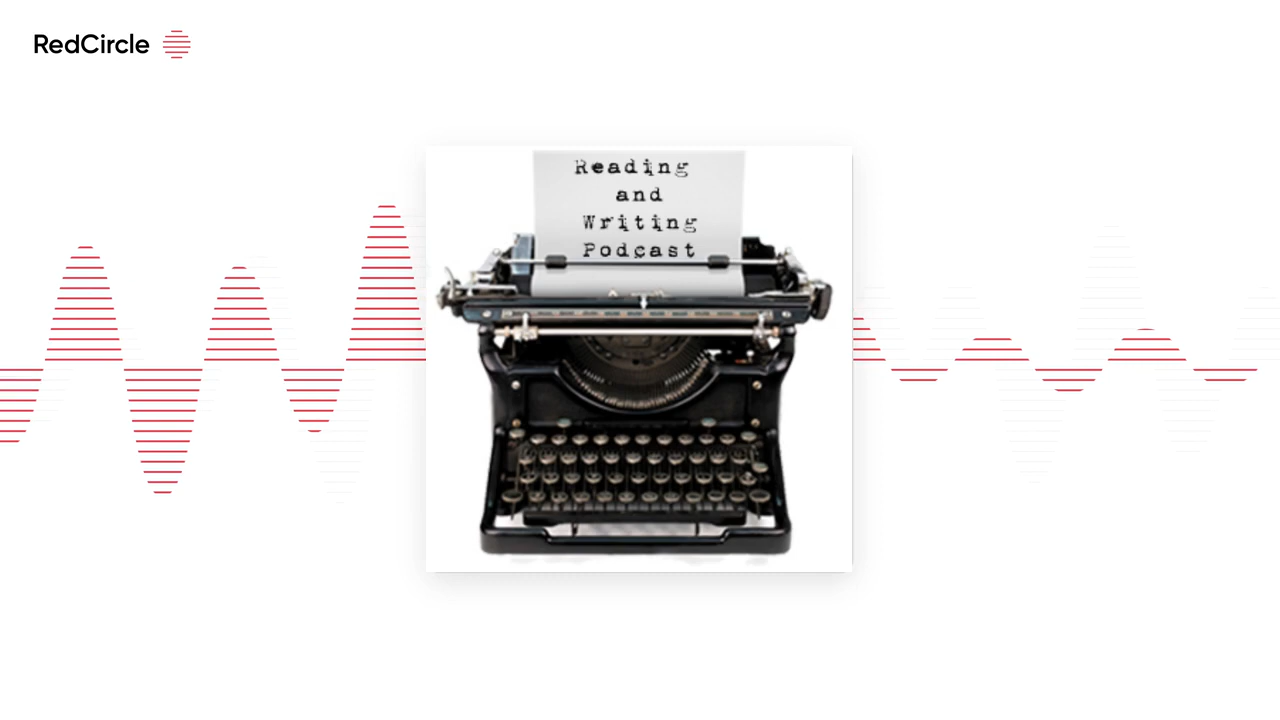 RedCircle
Reading
and
Writing
Podcast